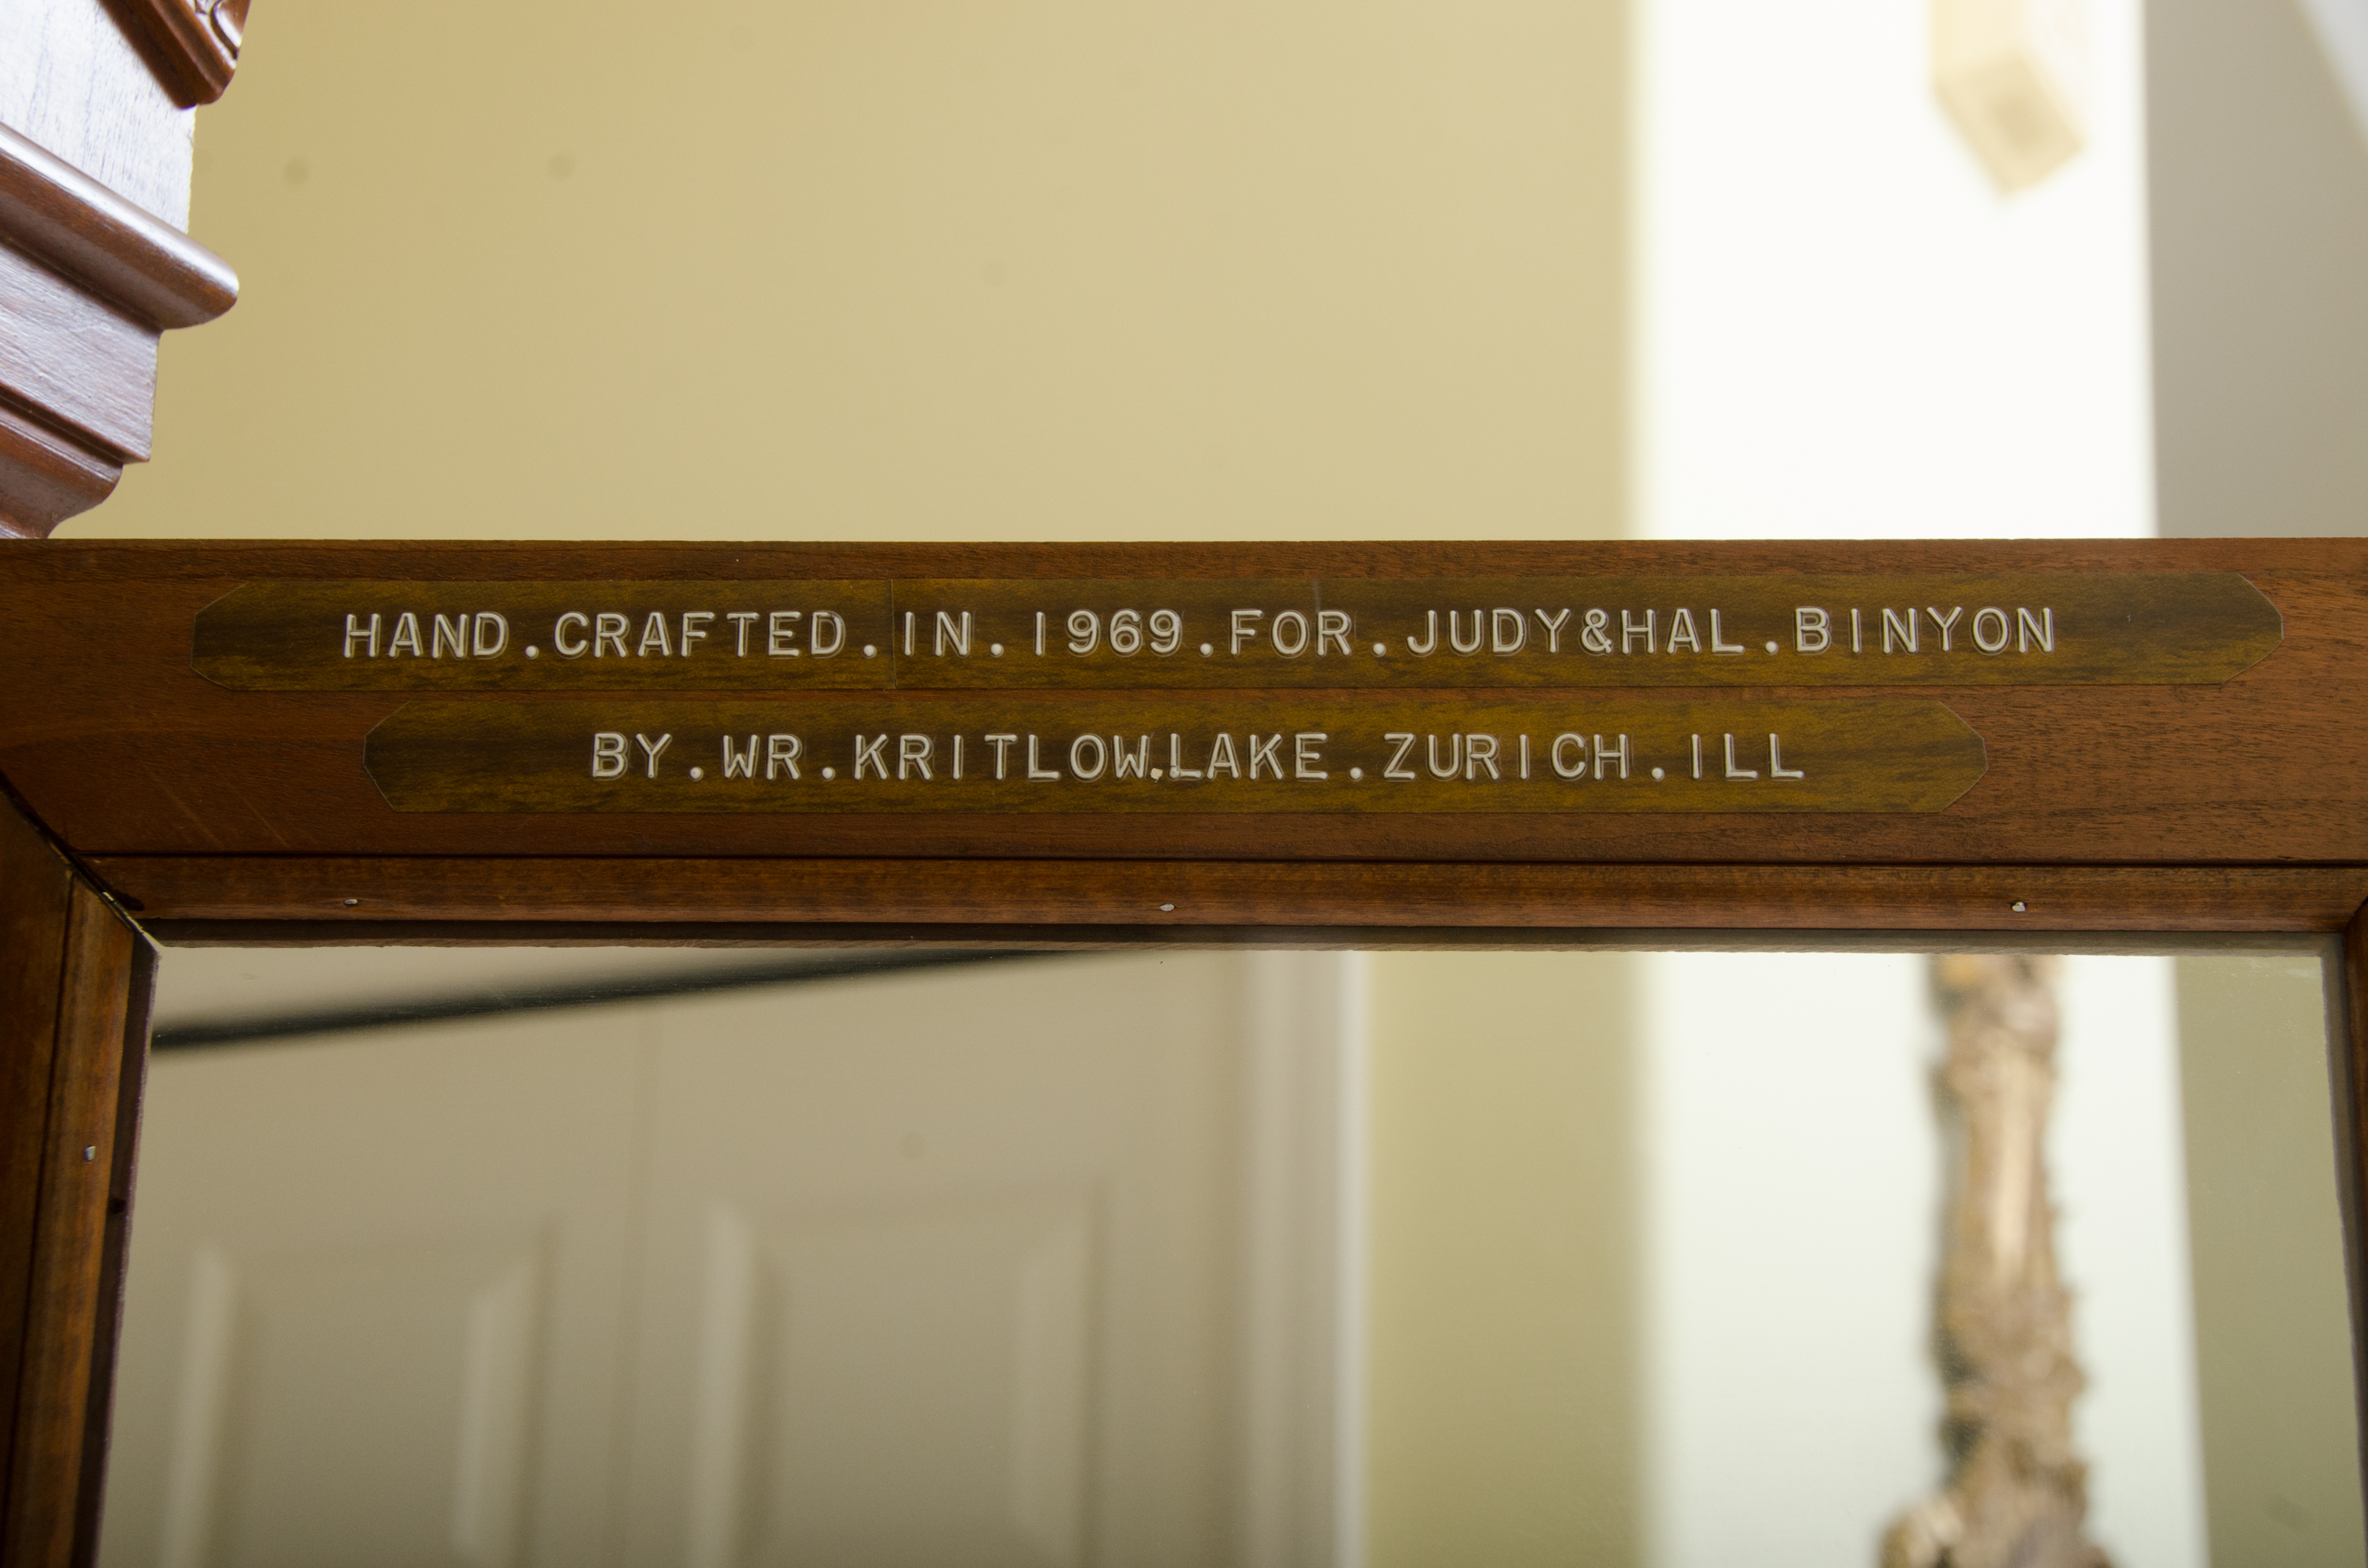 HAND.CRAFTED.IN.1969.FOR.JUDY&HAL.BINYON
BY.WR.KRITLOW.LAKE.ZURICH.ILL